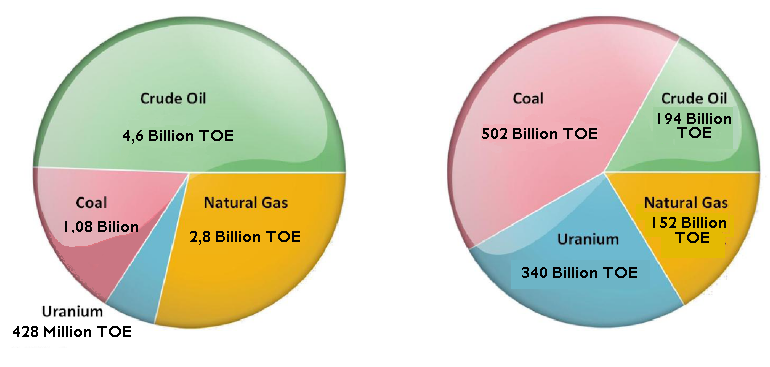 Crude Oil
4,6 Billion TOE
Coal
1,08 Bilion
Natural Gas
2,8 Billion TOE
Uranium
428 Million TOE
Coal
502 Billion TOE
Crude Oil
194 Billion
TOE
Natural Gas
152 Billion
TOE
Uranium
340 Billion TOE